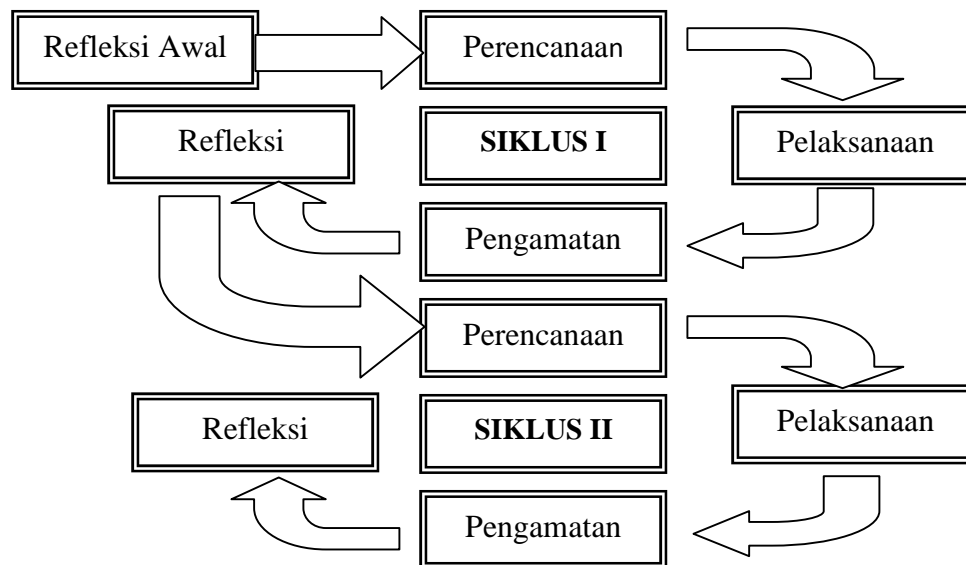 Refleksi Awal
Perencanaan
Refleksi
SIKLUS I
Pelaksanaan
Pengamatan
Perencanaan
Refleksi
SIKLUS II
Pelaksanaan
Pengamatan